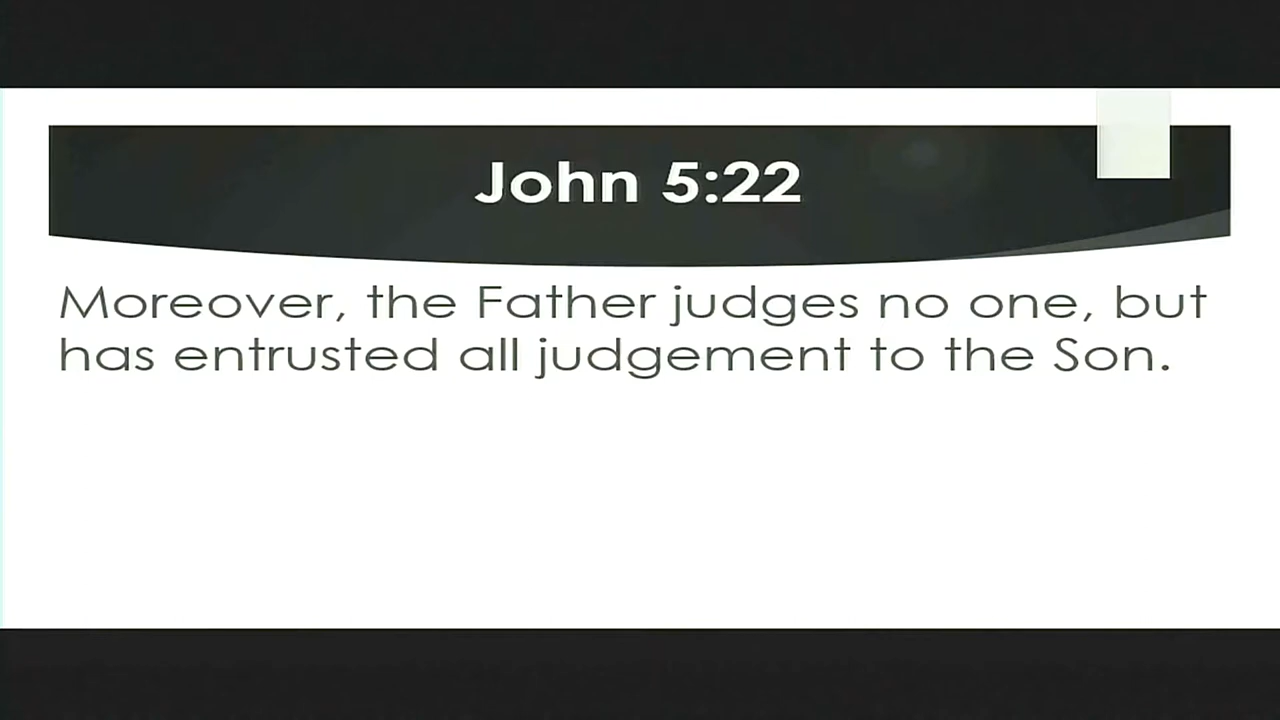 John 5:22
Moreover, the Father judges no one, but
has entrusted all judgement to the Son.